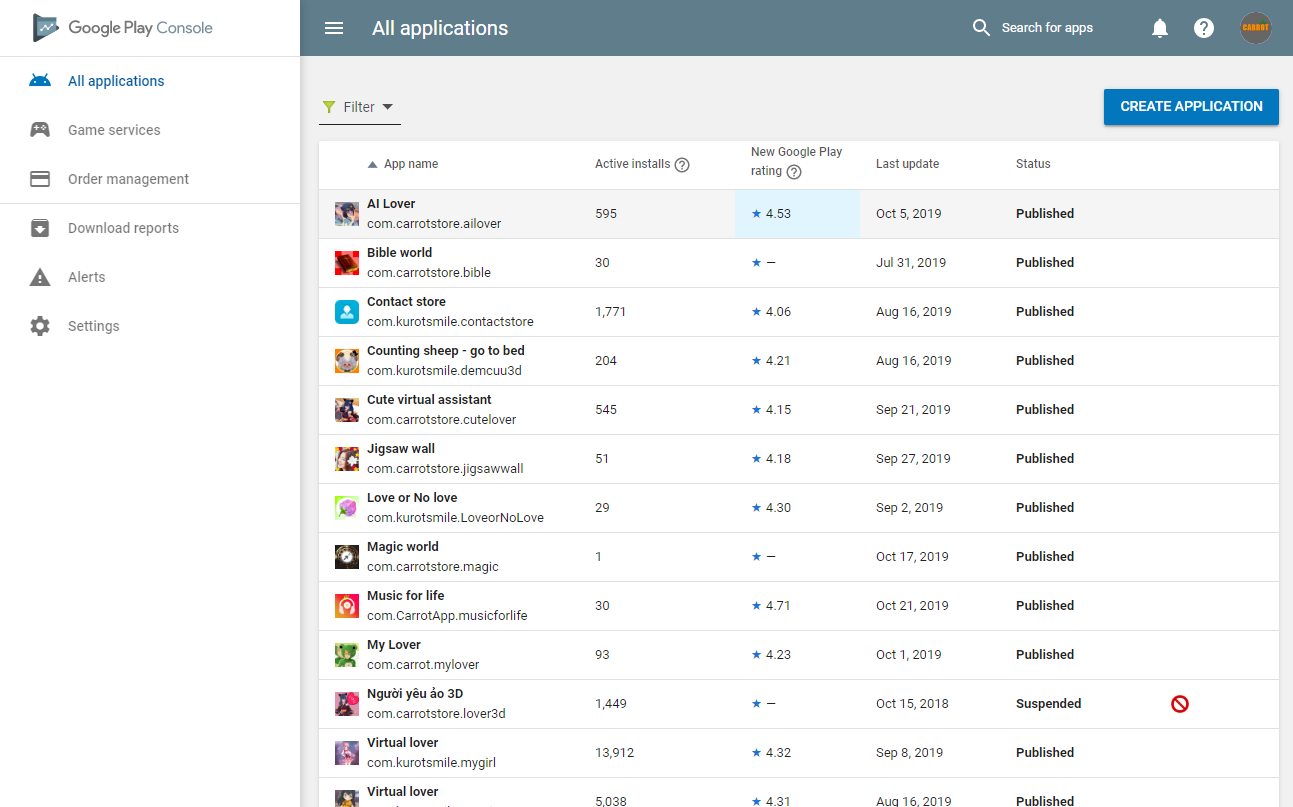 Google Play Console
All applications
Search for apps
CARROT
All applications
Game services
Order management
Download reports
Alerts
Settings
Filter
CREATE APPLICATION
App name
Active installs ?
New Google Play
rating ?
Last update
Status
AI Lover
com.carrotstore.ailover
595
★ 4.53
Oct 5, 2019
Published
Bible world
com.carrotstore.bible
30
★ —
Jul 31, 2019
Published
Contact store
com.kurotsmile.contactstore
1,771
★ 4.06
Aug 16, 2019
Published
Counting sheep - go to bed
com.kurotsmile.demcuu3d
204
★ 4.21
Aug 16, 2019
Published
Cute virtual assistant
com.carrotstore.cutelover
545
★ 4.15
Sep 21, 2019
Published
Jigsaw wall
com.carrotstore.jigsawwall
51
★ 4.18
Sep 27, 2019
Published
Love or No love
com.kurotsmile.LoveorNoLove
29
★ 4.30
Sep 2, 2019
Published
Magic world
com.carrotstore.magic
1
★ —
Oct 17, 2019
Published
Music for life
com.CarrotApp.musicforlife
30
★ 4.71
Oct 21, 2019
Published
My Lover
com.carrot.mylover
93
★ 4.23
Oct 1, 2019
Published
Người yêu ảo 3D
com.carrotstore.lover3d
1,449
★ —
Oct 15, 2018
Suspended
Virtual lover
com.kurotsmile.mygirl
13,912
★ 4.32
Sep 8, 2019
Published
Virtual lover
5,038
★ 4.31
Aug 16, 2019
Published